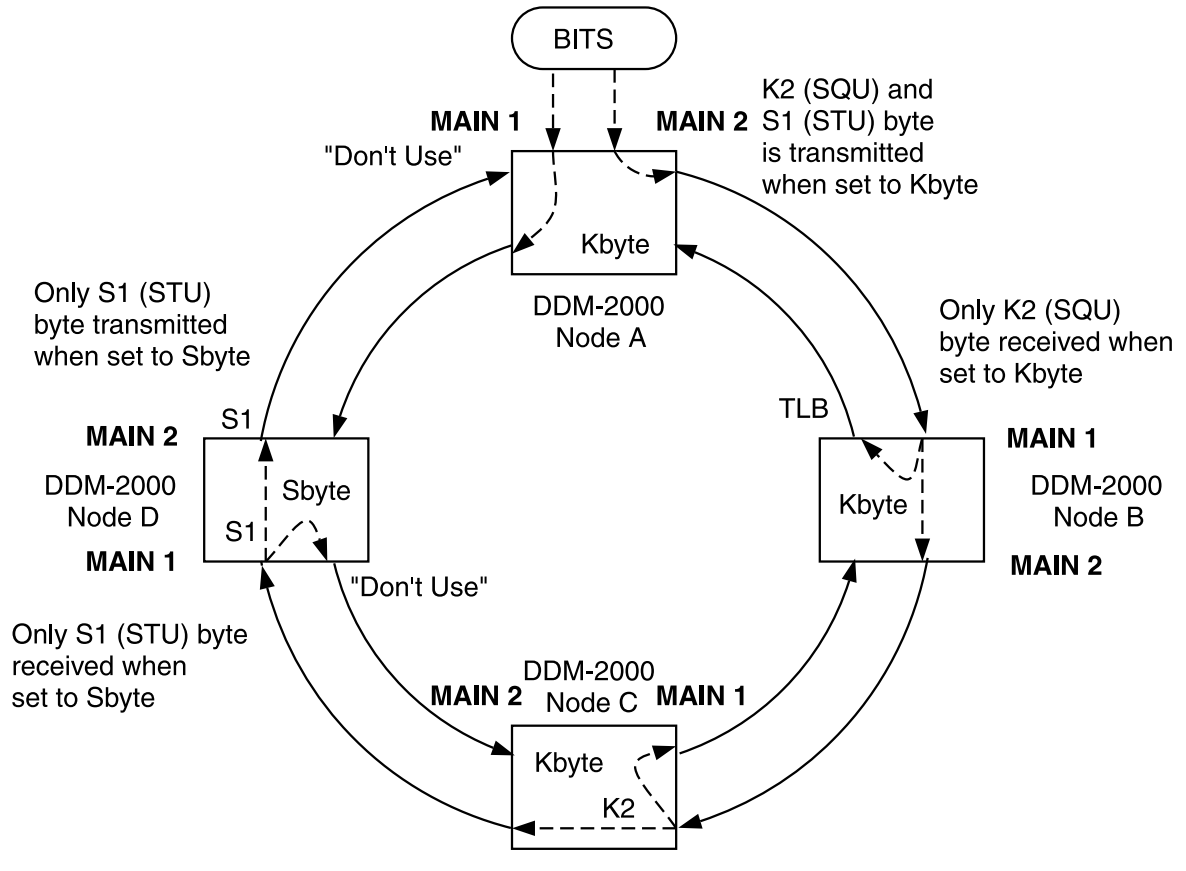 BITS
K2 (SQU) and
S1 (STU) byte
is transmitted
when set to Kbyte
MAIN 1
MAIN 2
"Don't Use"
Kbyte
DDM-2000
Node A
Only S1 (STU)
byte transmitted
when set to Sbyte
Only K2 (SQU)
byte received when
set to Kbyte
TLB
S1
MAIN 2
MAIN 1
DDM-2000
Node D
Sbyte
S1
MAIN 1
Kbyte
DDM-2000
Node B
MAIN 2
"Don't Use"
Only S1 (STU) byte
received when
set to Sbyte
DDM-2000
Node C
MAIN 2
MAIN 1
Kbyte
K2